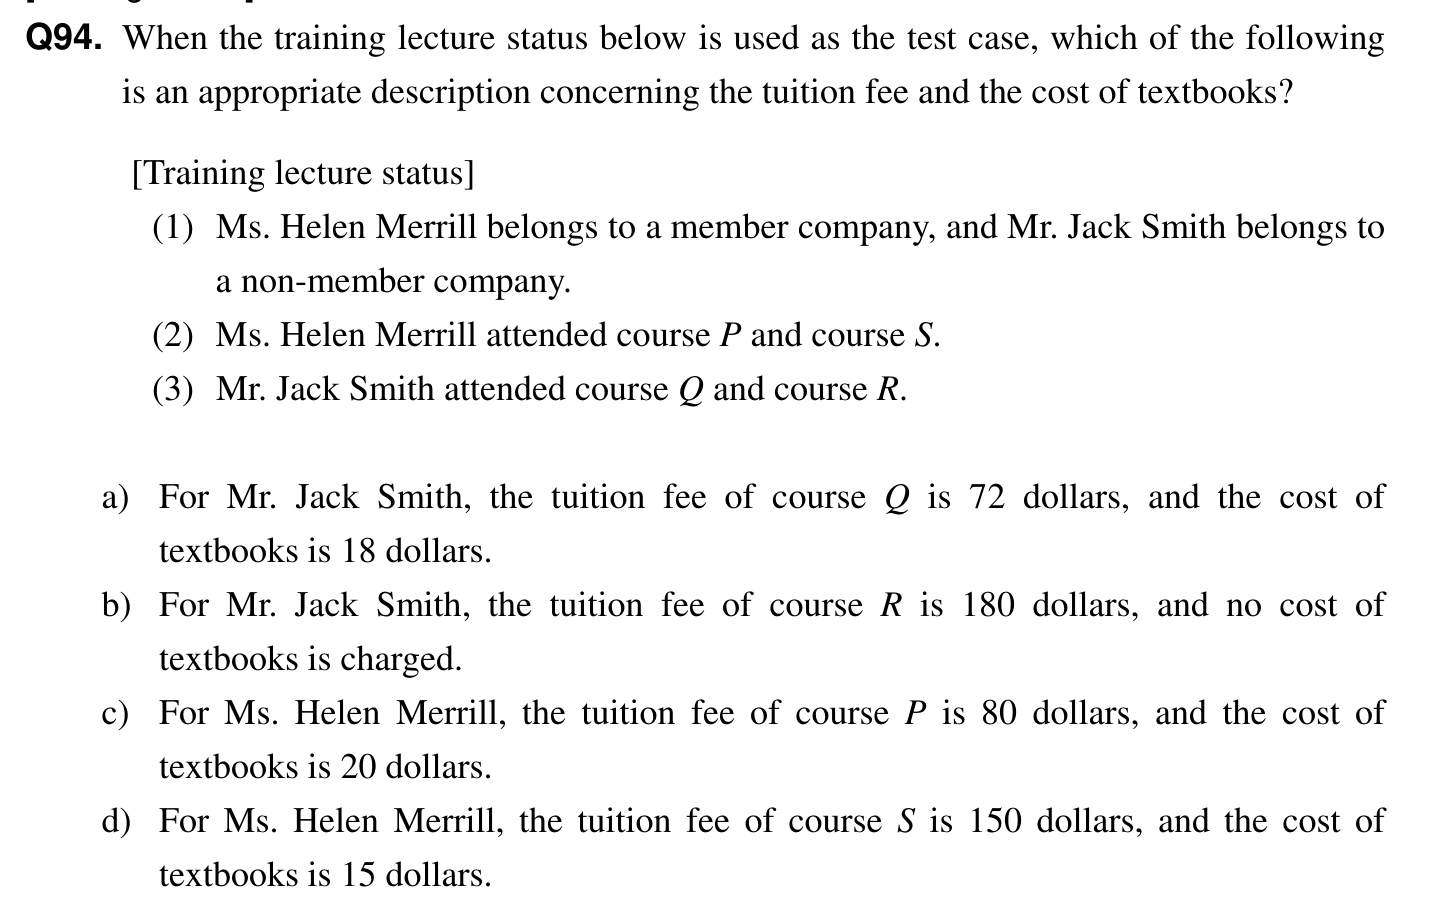 Q94. When the training lecture status below is used as the test case, which of the following
is an appropriate description concerning the tuition fee and the cost of textbooks?
[Training lecture status]
(1) Ms. Helen Merrill belongs to a member company, and Mr. Jack Smith belongs to
a non-member company.
(2) Ms. Helen Merrill attended course P and course S.
(3) Mr. Jack Smith attended course Q and course R.
a) For Mr. Jack Smith, the tuition fee of course Q is 72 dollars, and the cost of
textbooks is 18 dollars.
b) For Mr. Jack Smith, the tuition fee of course R is 180 dollars, and no cost of
textbooks is charged.
c) For Ms. Helen Merrill, the tuition fee of course P is 80 dollars, and the cost of
textbooks is 20 dollars.
d) For Ms. Helen Merrill, the tuition fee of course S is 150 dollars, and the cost of
textbooks is 15 dollars.